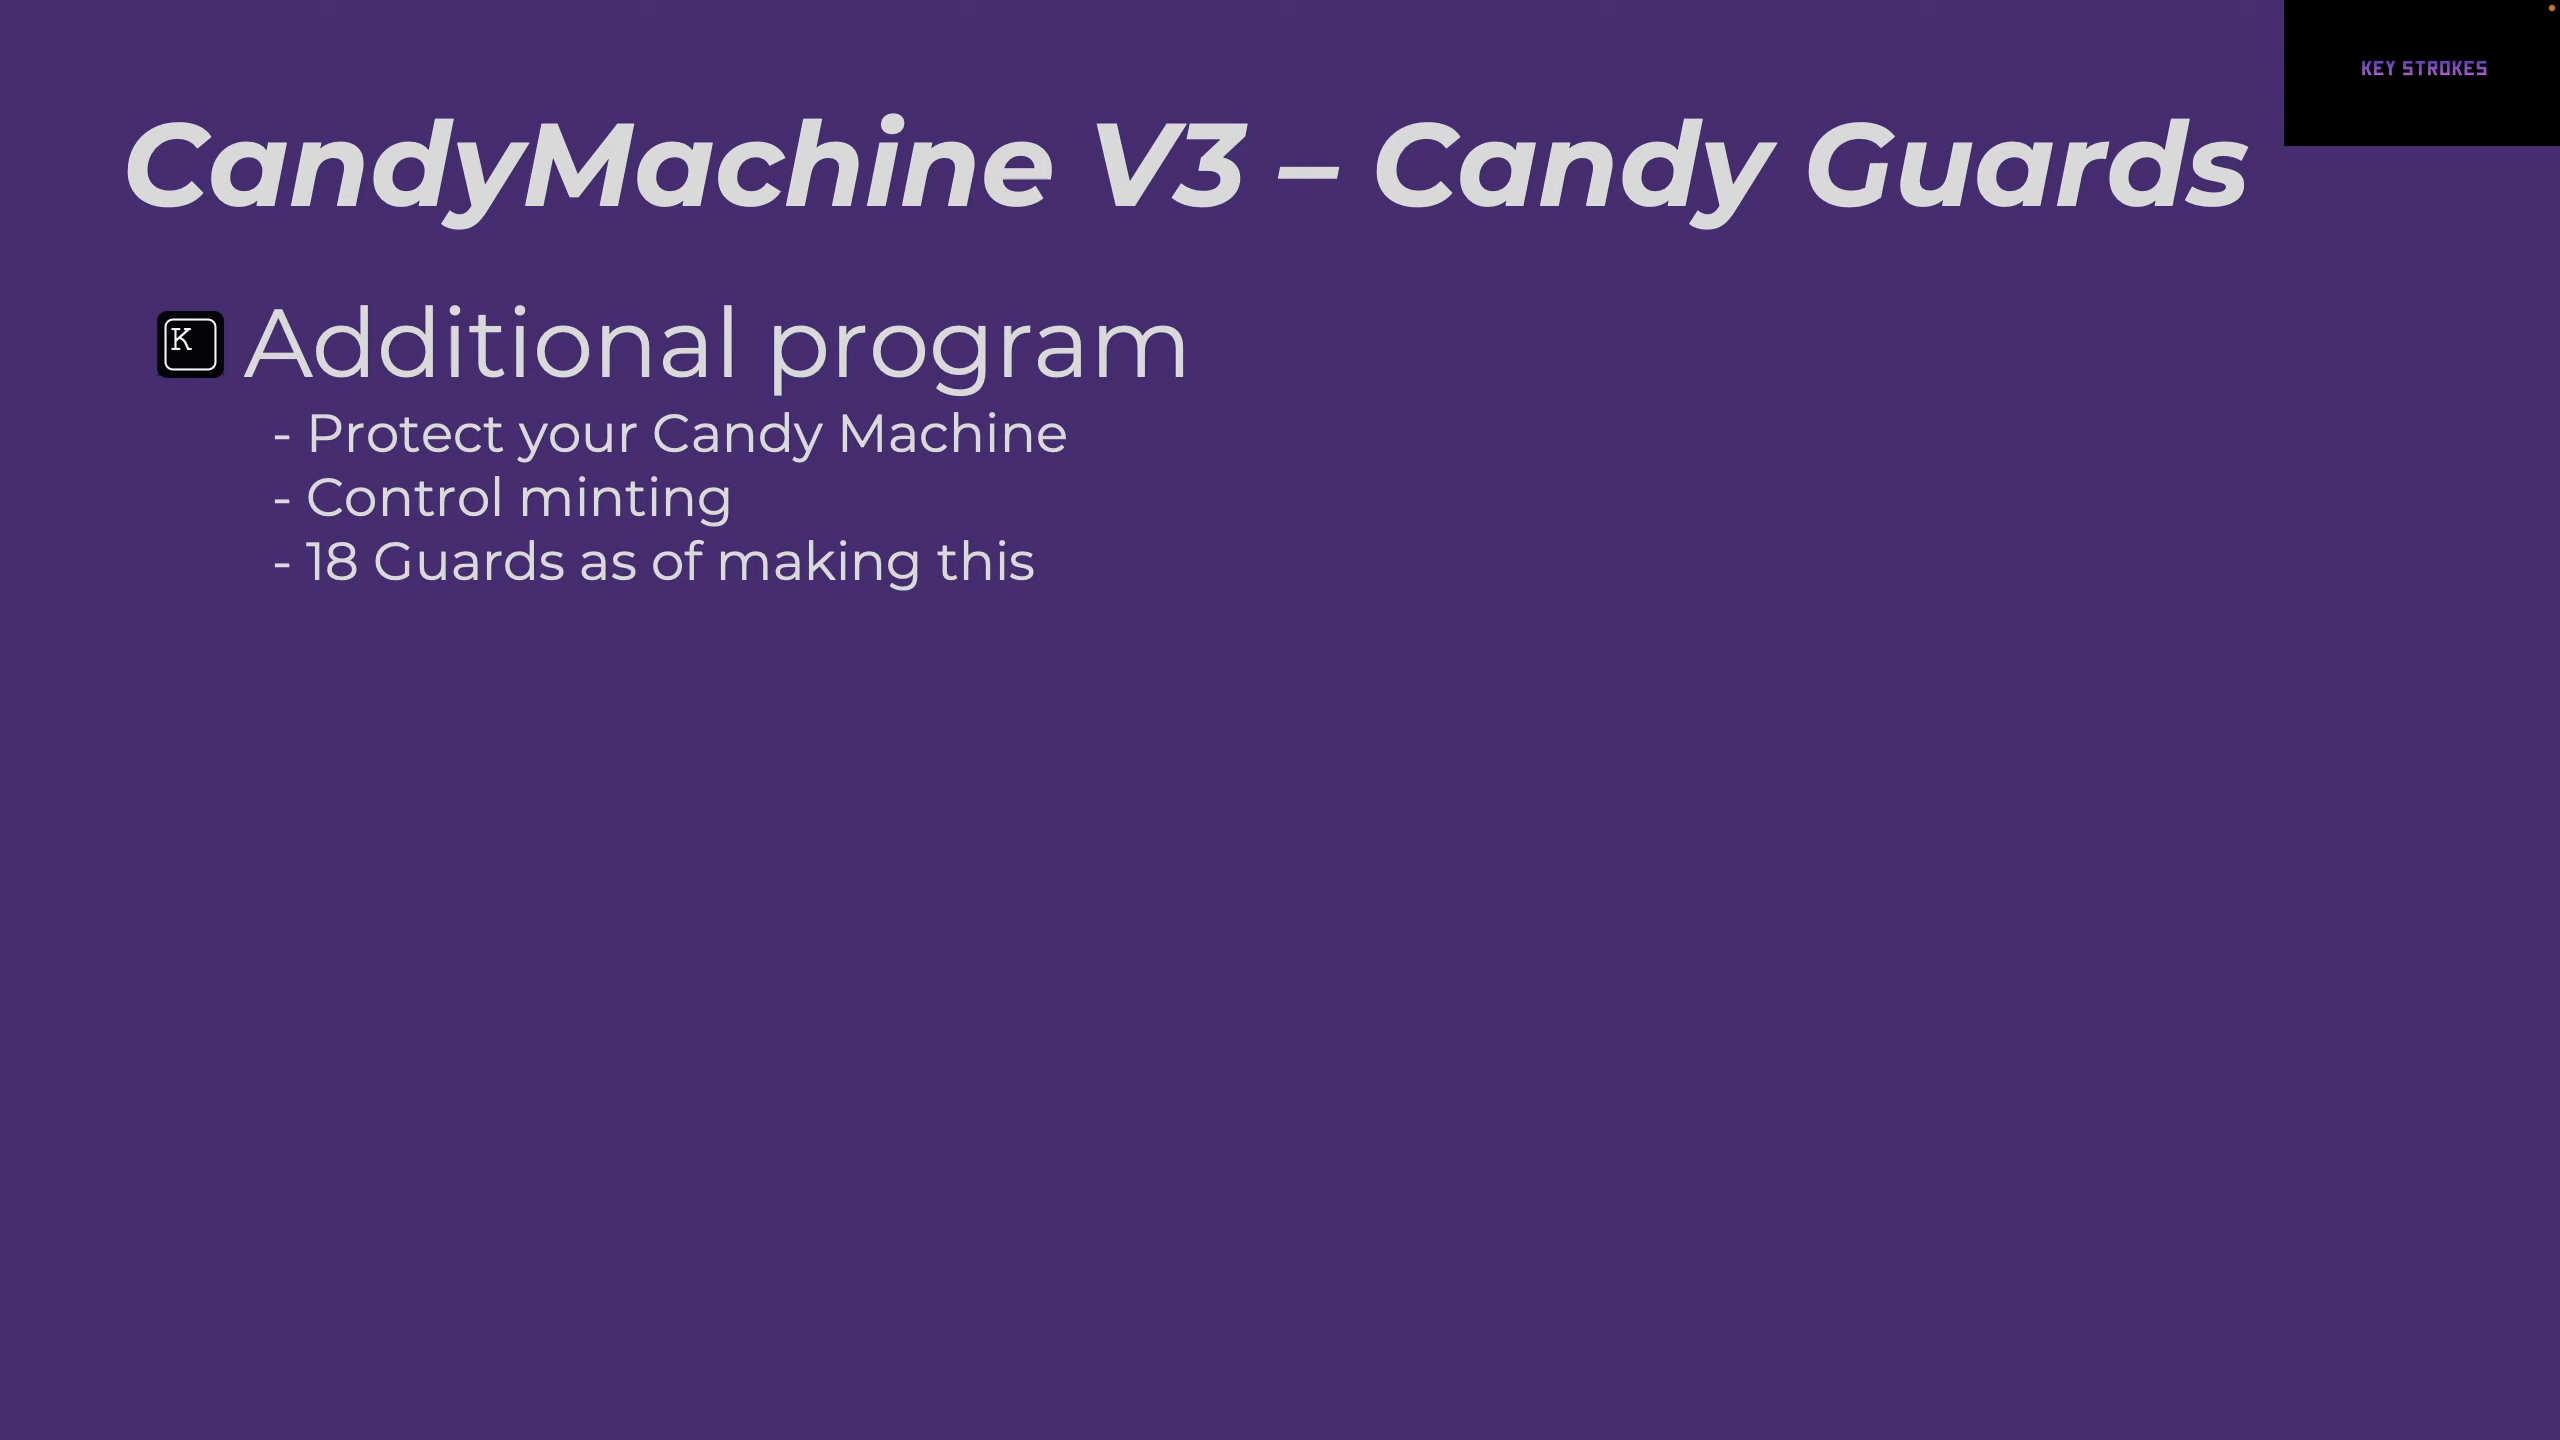 KEY STROKES
CandyMachine V3 – Candy Guards
K Additional program
- Protect your Candy Machine
- Control minting
- 18 Guards as of making this